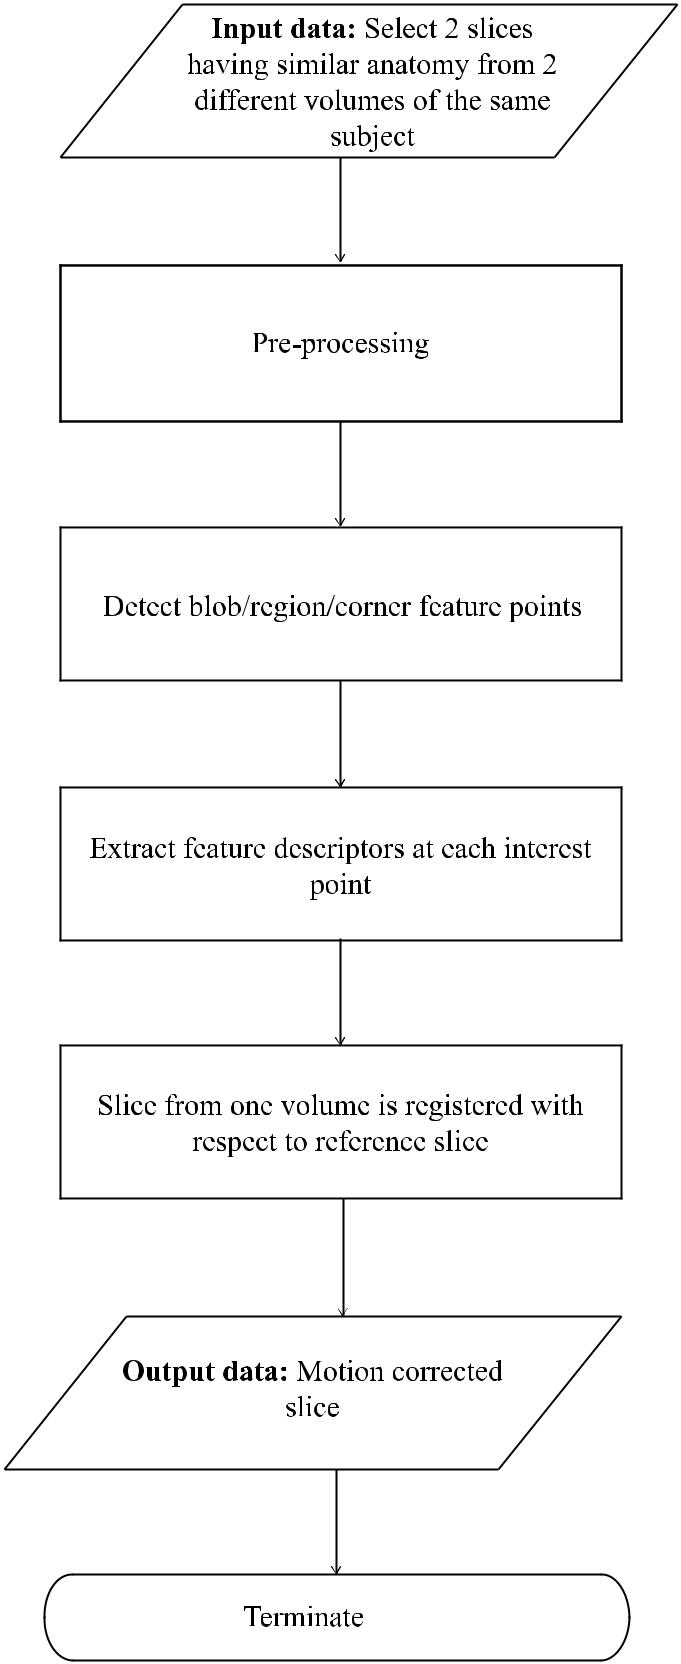 Input data: Select 2 slices
having similar anatomy from 2
different volumes of the same
subject
Pre-processing
Detect blob/region/corner feature points
Extract feature descriptors at each interest
point
Slice from one volume is registered with
respect to reference slice
Output data: Motion corrected
slice
Terminate